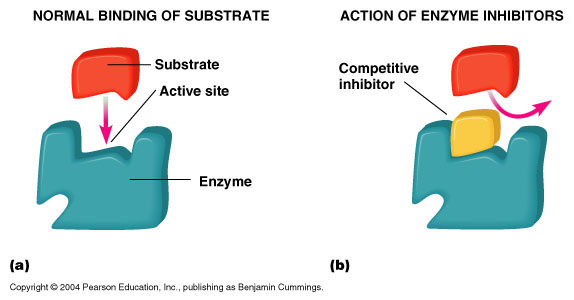 NORMAL BINDING OF SUBSTRATE
Substrate
Active site
Enzyme
(a)
ACTION OF ENZYME INHIBITORS
Competitive
inhibitor
(b)
Copyright © 2004 Pearson Education, Inc., publishing as Benjamin Cummings.